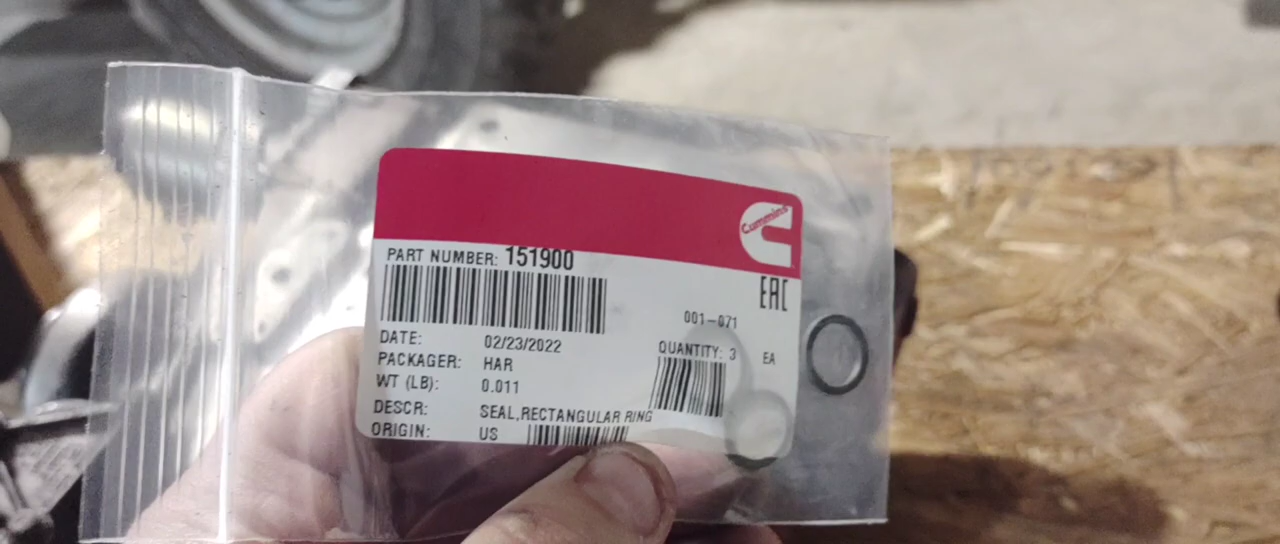 Cummins
PART NUMBER: 151900
EAC
001-071
DATE: 02/23/2022
QUANTITY: 3 EA
PACKAGER: HAR
WT (LB): 0.011
DESCR: SEAL,RECTANGULAR RING
ORIGIN: US